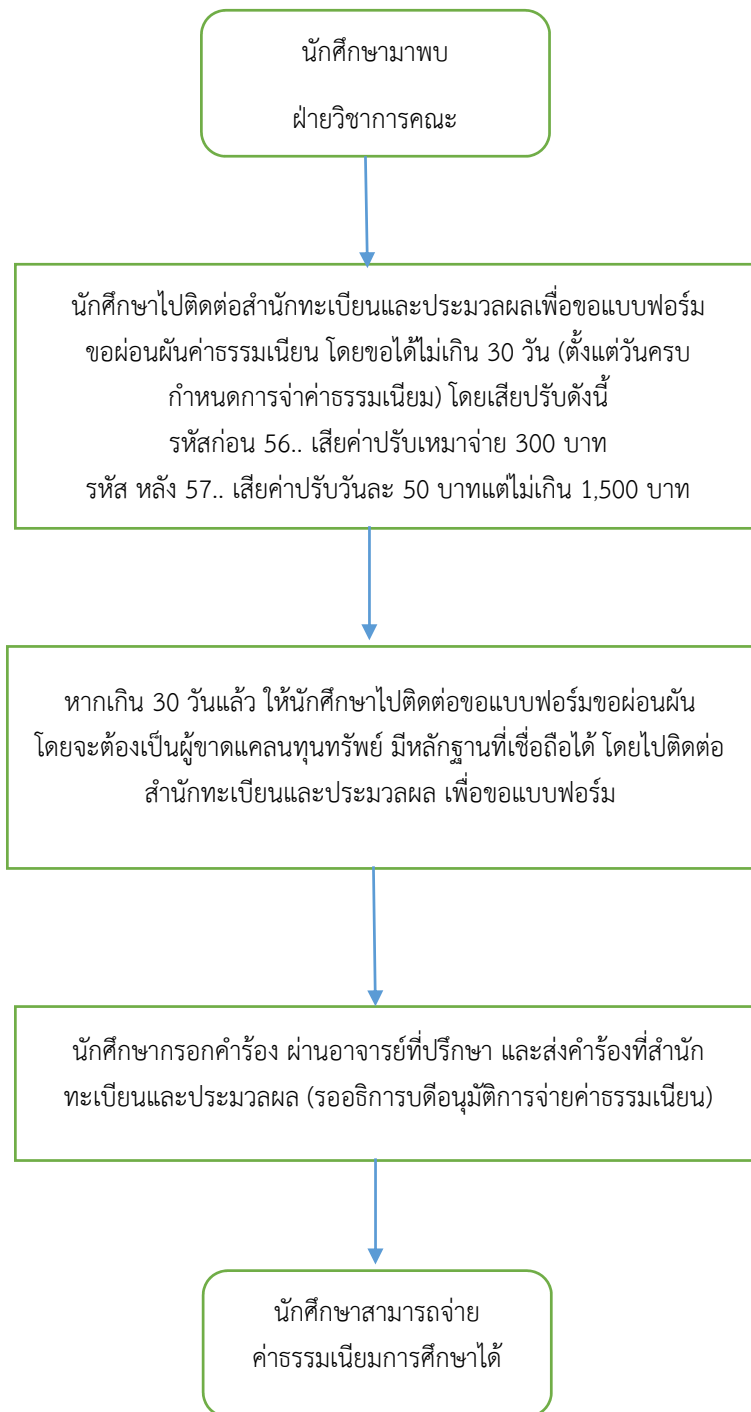 นักศึกษามาพบ
ฝ่ายวิชาการคณะ
นักศึกษาไปติดต่อสำนักทะเบียนและประมวลผลเพื่อขอแบบฟอร์ม
ขอผ่อนผันค่าธรรมเนียน โดยขอได้ไม่เกิน 30 วัน (ตั้งแต่วันครบ
กำหนดการจ่าค่าธรรมเนียม) โดยเสียปรับดังนี้
รหัสก่อน 56.. เสียค่าปรับเหมาจ่าย 300 บาท
รหัส หลัง 57.. เสียค่าปรับวันละ 50 บาทแต่ไม่เกิน 1,500 บาท
หากเกิน 30 วันแล้ว ให้นักศึกษาไปติดต่อขอแบบฟอร์มขอผ่อนผัน
โดยจะต้องเป็นผู้ขาดแคลนทุนทรัพย์ มีหลักฐานที่เชื่อถือได้ โดยไปติดต่อ
สำนักทะเบียนและประมวลผล เพื่อขอแบบฟอร์ม
นักศึกษากรอกคำร้อง ผ่านอาจารย์ที่ปรึกษา และส่งคำร้องที่สำนัก
ทะเบียนและประมวลผล (รออธิการบดีอนุมัติการจ่ายค่าธรรมเนียน)
นักศึกษาสามารถจ่าย
ค่าธรรมเนียมการศึกษาได้